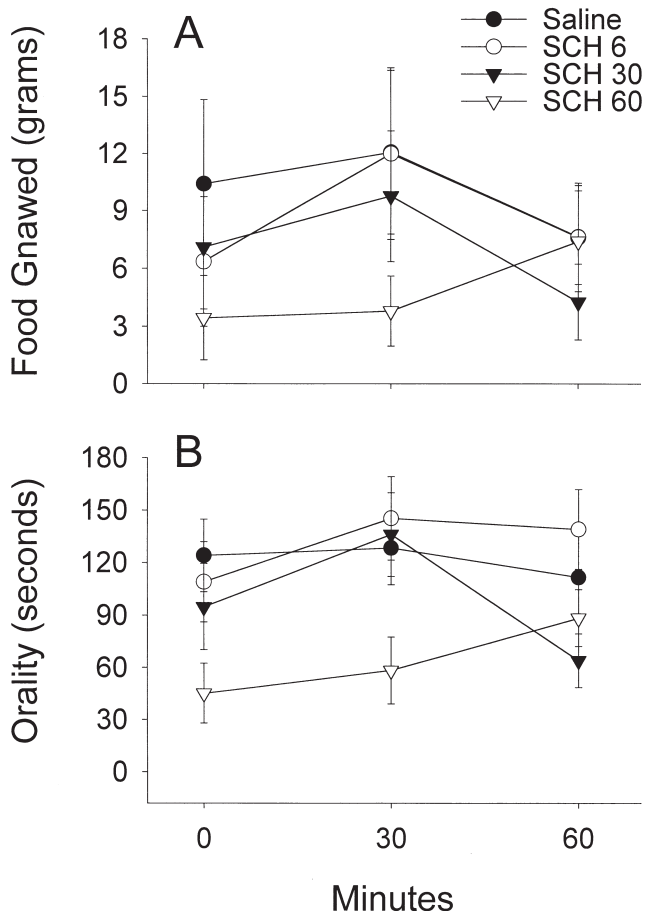 Saline
SCH 6
SCH 30
SCH 60
A
Food Gnawed (grams)
18
15
12
9
6
3
0
B
Orality (seconds)
180
150
120
90
60
30
0
0 30 60
Minutes